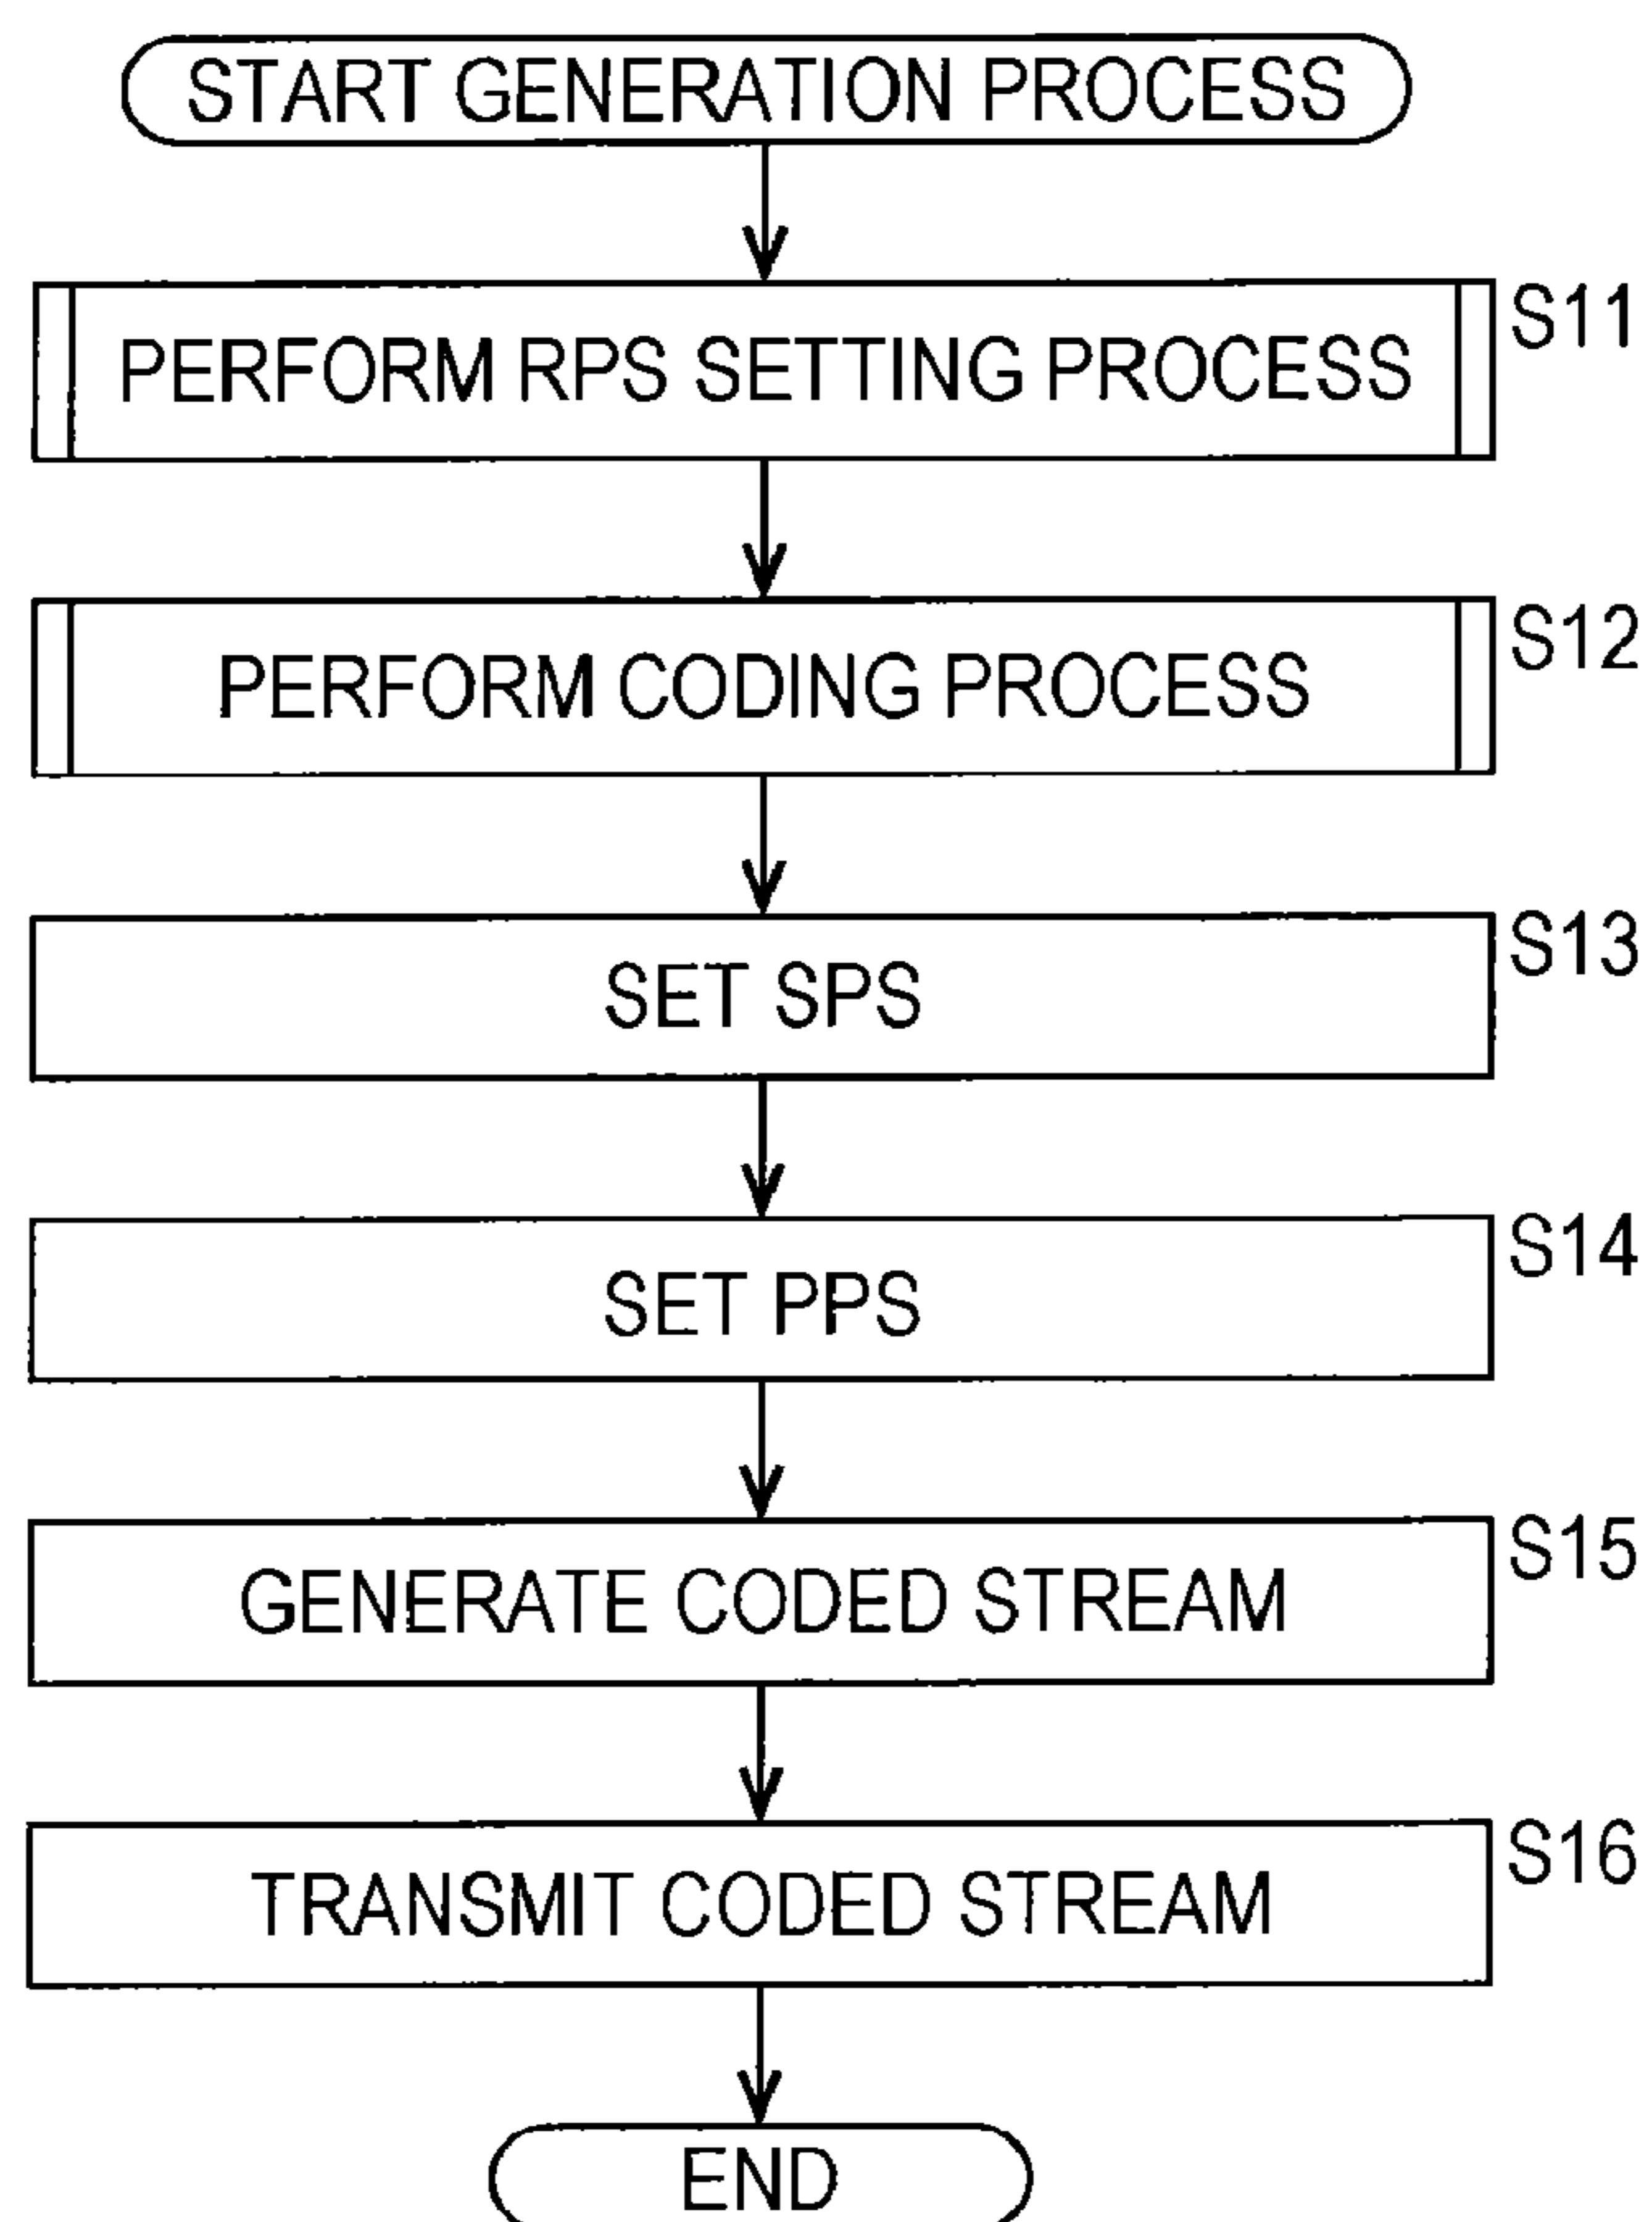 START GENERATION PROCESS
S11
PERFORM RPS SETTING PROCESS
S12
PERFORM CODING PROCESS
S13
SET SPS
S14
SET PPS
S15
GENERATE CODED STREAM
S16
TRANSMIT CODED STREAM
END